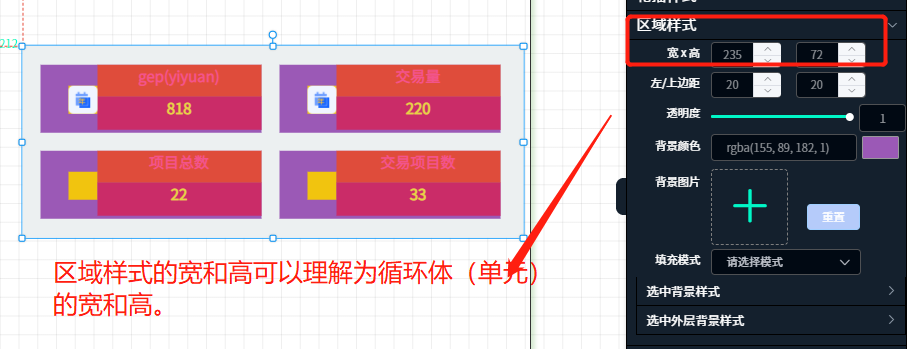 区域样式
212
宽x高 235 72
左/上边距 20 20
透明度 1
背景颜色 rgba(155, 89, 182, 1)
背景图片
重置
填充模式 请选择模式
选中背景样式
选中外层背景样式
gep(yiyuan)
818
交易量
220
项目总数
22
交易项目数
33
区域样式的宽和高可以理解为循环体（单元）
的宽和高。